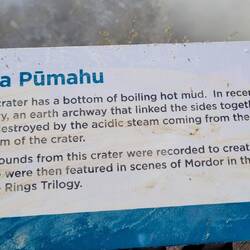 a Pūmahu
crater has a bottom of boiling hot mud. In recen
y, an earth archway that linked the sides togethe
destroyed by the acidic steam coming from the
m of the crater.
ounds from this crater were recorded to creat
were then featured in scenes of Mordor in th
Rings Trilogy.